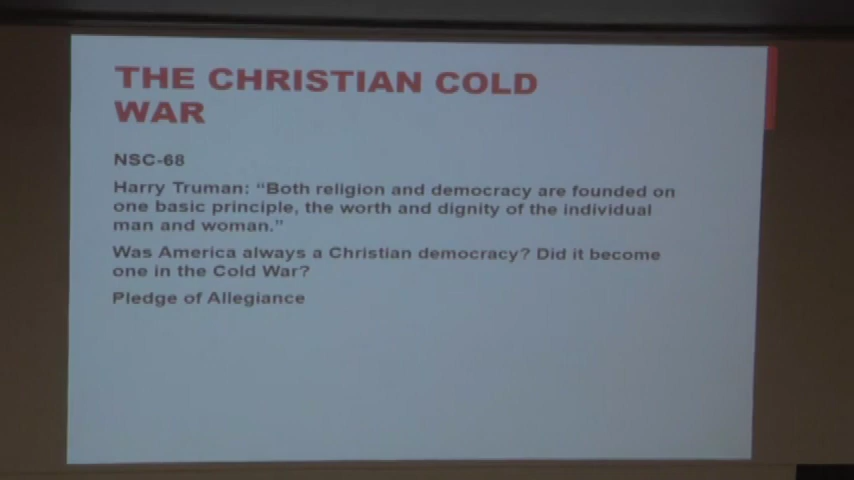 THE CHRISTIAN COLD
WAR
NSC-68
Harry Truman: “Both religion and democracy are founded on
one basic principle, the worth and dignity of the individual
man and woman.”
Was America always a Christian democracy? Did it become
one in the Cold War?
Pledge of Allegiance